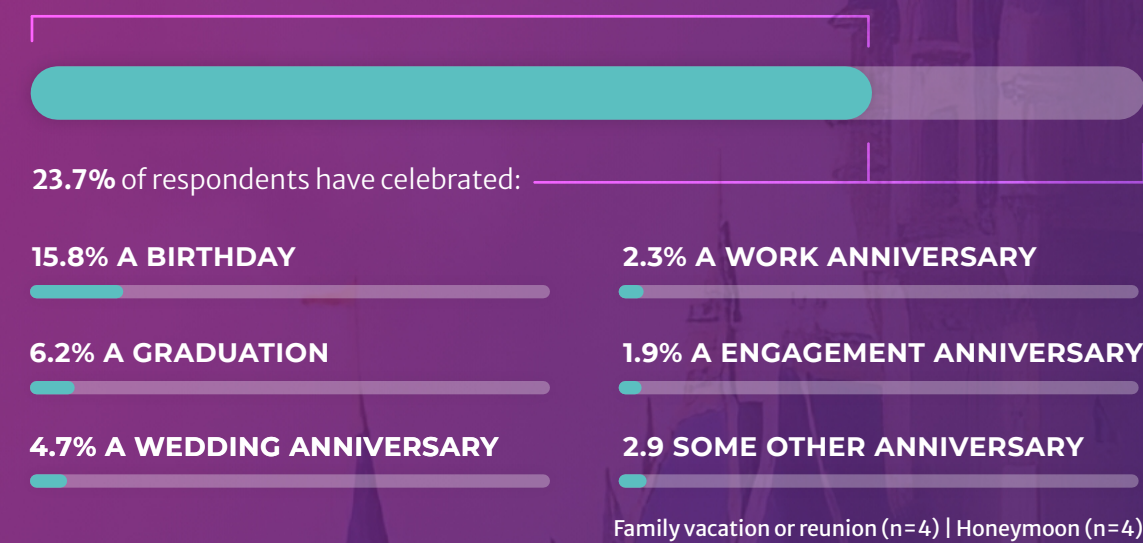 23.7% of respondents have celebrated:
15.8% A BIRTHDAY
6.2% A GRADUATION
4.7% A WEDDING ANNIVERSARY
2.3% A WORK ANNIVERSARY
1.9% A ENGAGEMENT ANNIVERSARY
2.9 SOME OTHER ANNIVERSARY
Family vacation or reunion (n=4) | Honeymoon (n=4)